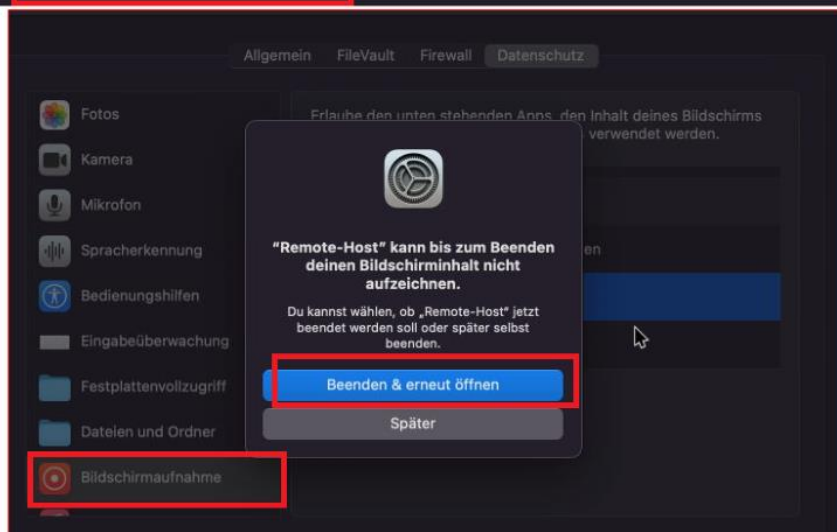 Allgemein FileVault Firewall Datenschutz
Fotos
Kamera
Mikrofon
Spracherkennung
Bedienungshilfen
Eingabeüberwachung
Festplattenvollzugriff
Dateien und Ordner
Bildschirmaufnahme
Erlaube den unten stehenden Apps, den Inhalt deines Bildschirms
verwendet werden.
en
"Remote-Host" kann bis zum Beenden
deinen Bildschirminhalt nicht
aufzeichnen.
Du kannst wählen, ob „Remote-Host" jetzt
beendet werden soll oder später selbst
beenden.
Beenden & erneut öffnen
Später